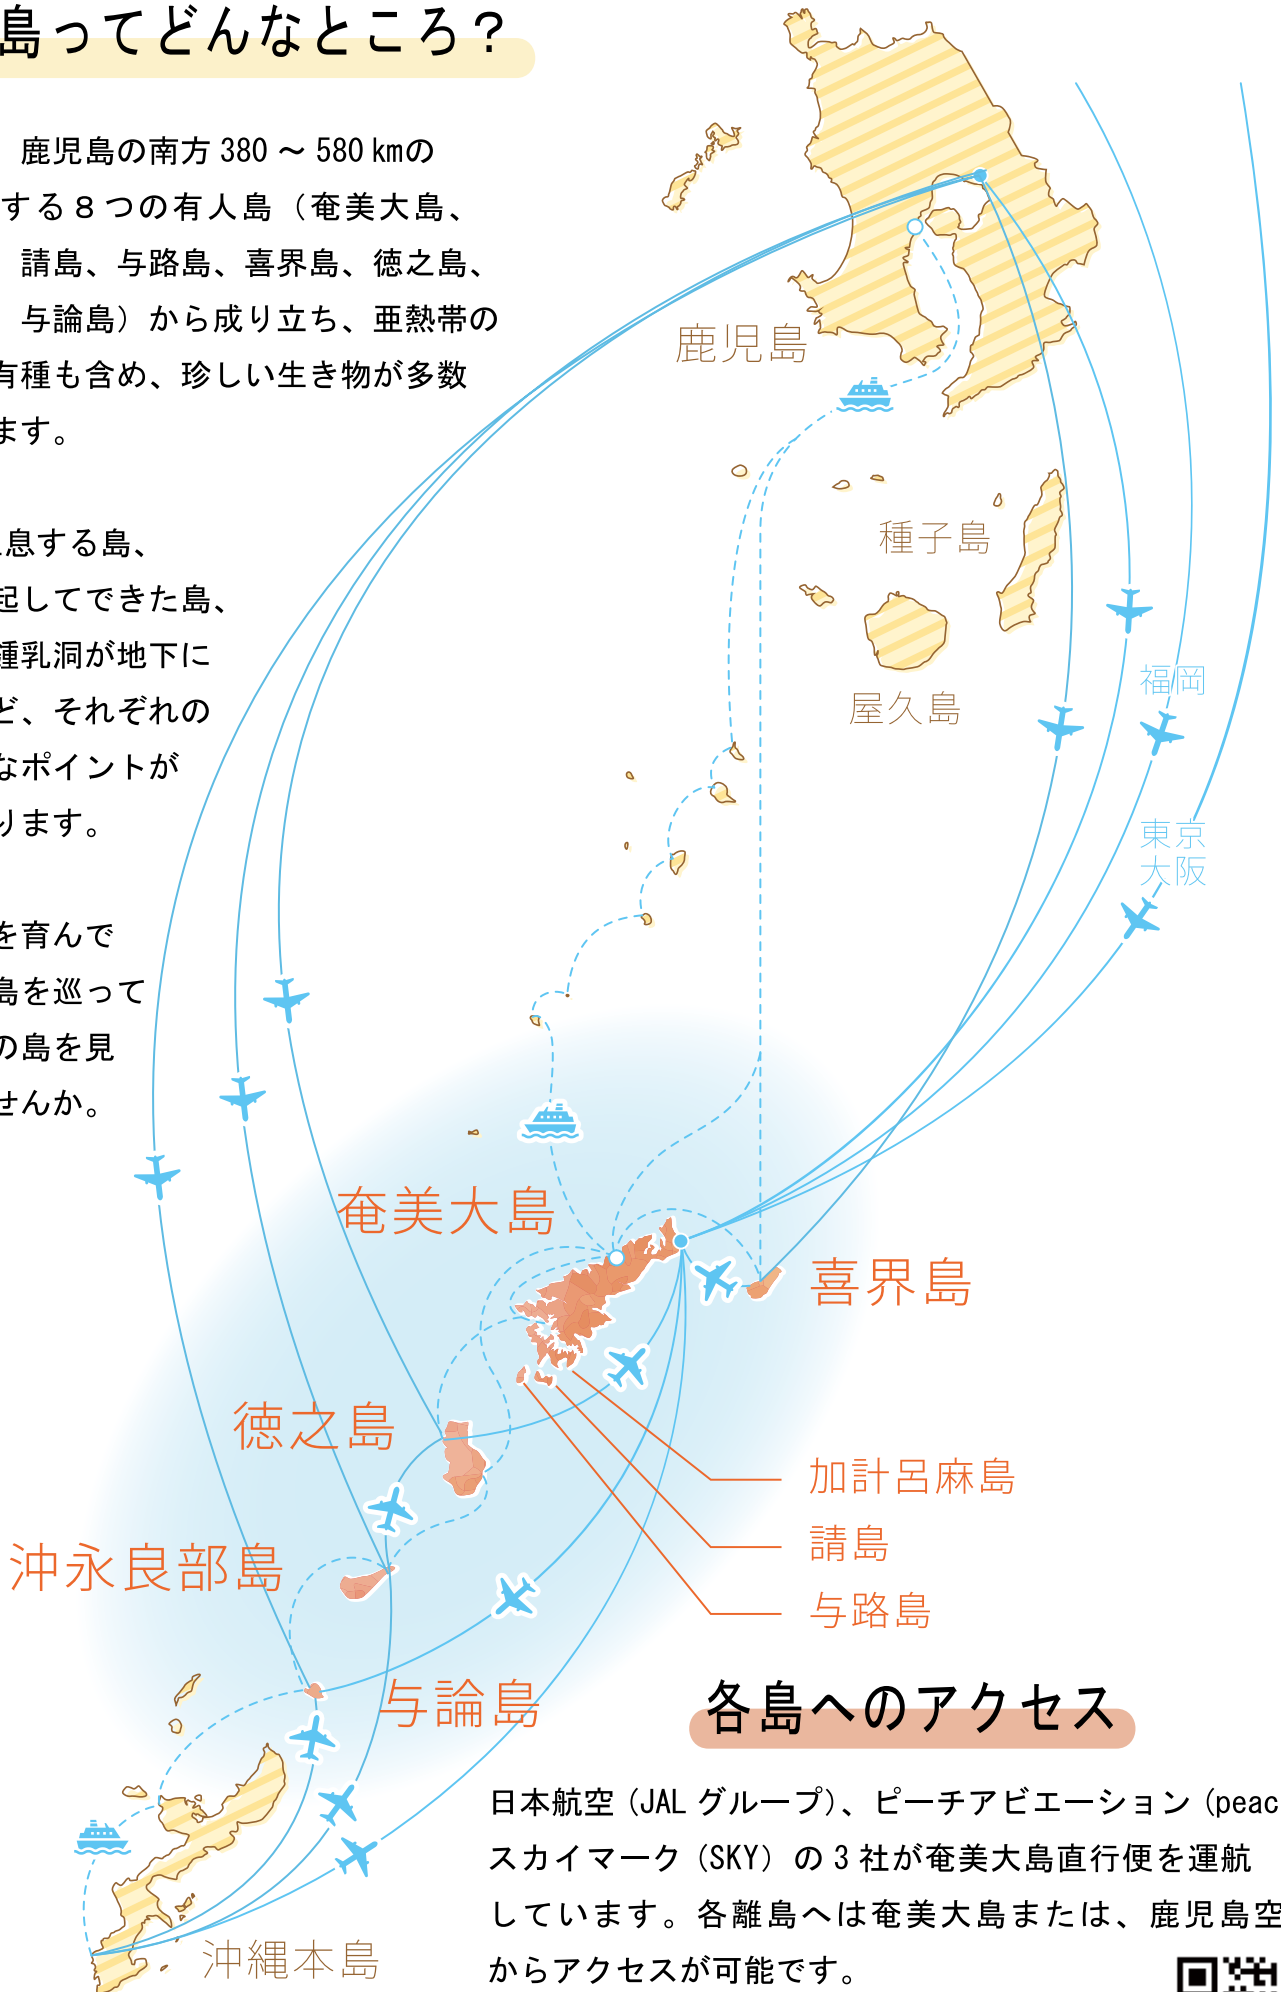 島ってどんなところ？
鹿児島の南方 380 ～ 580 kmの
する８つの有人島（奄美大島、
請島、与路島、喜界島、徳之島、
与論島）から成り立ち、亜熱帯の
有種も含め、珍しい生き物が多数
ます。
息する島、
起してできた島、
鍾乳洞が地下に
ど、それぞれの
なポイントが
ります。
を育んで
島を巡って
の島を見
せんか。
鹿児島
種子島
屋久島
福岡
東京
大阪
奄美大島
喜界島
徳之島
加計呂麻島
請島
与路島
沖永良部島
与論島
沖縄本島
各島へのアクセス
日本航空（JAL グループ）、ピーチアビエーション（peac
スカイマーク（SKY）の 3 社が奄美大島直行便を運航
しています。各離島へは奄美大島または、鹿児島空
からアクセスが可能です。